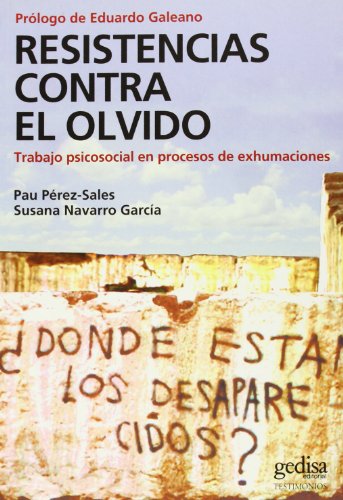 Prólogo de Eduardo Galeano
RESISTENCIAS
CONTRA
EL OLVIDO
Trabajo psicosocial en procesos de exhumaciones
Pau Pérez-Sales
Susana Navarro García
¿DONDE ESTAN
LOS DESAPARE
CIDOS?
gedisa
editorial
TESTIMONIOS